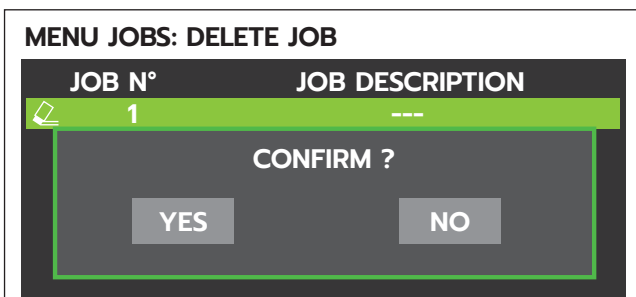 MENU JOBS: DELETE JOB
JOB N° JOB DESCRIPTION
1 ---
CONFIRM ?
YES NO